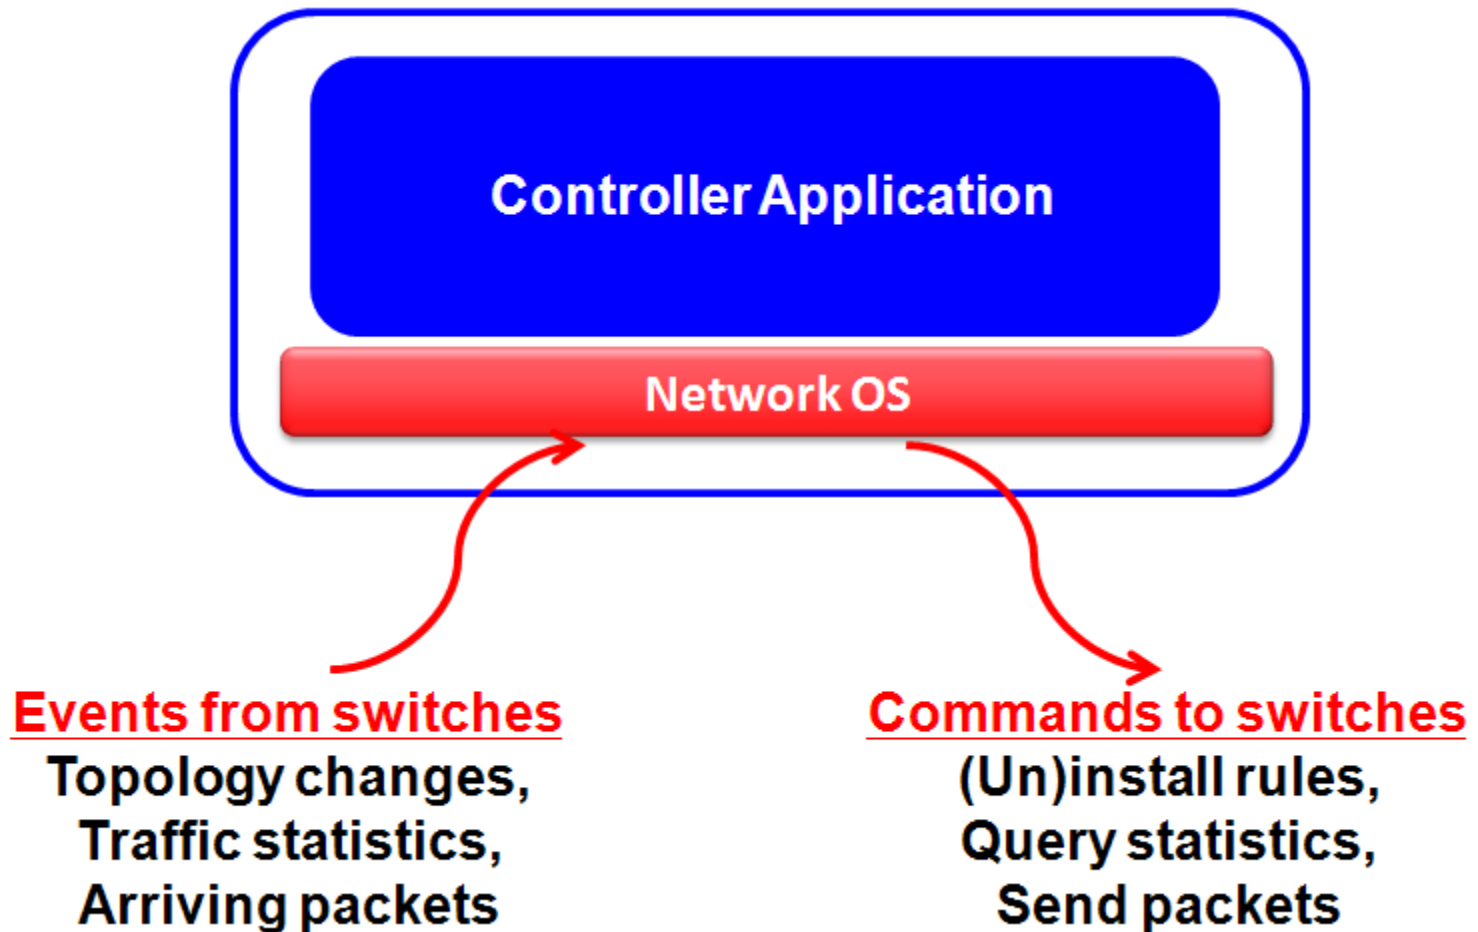 Controller Application
Network OS
Events from switches
Topology changes,
Traffic statistics,
Arriving packets
Commands to switches
(Un)install rules,
Query statistics,
Send packets